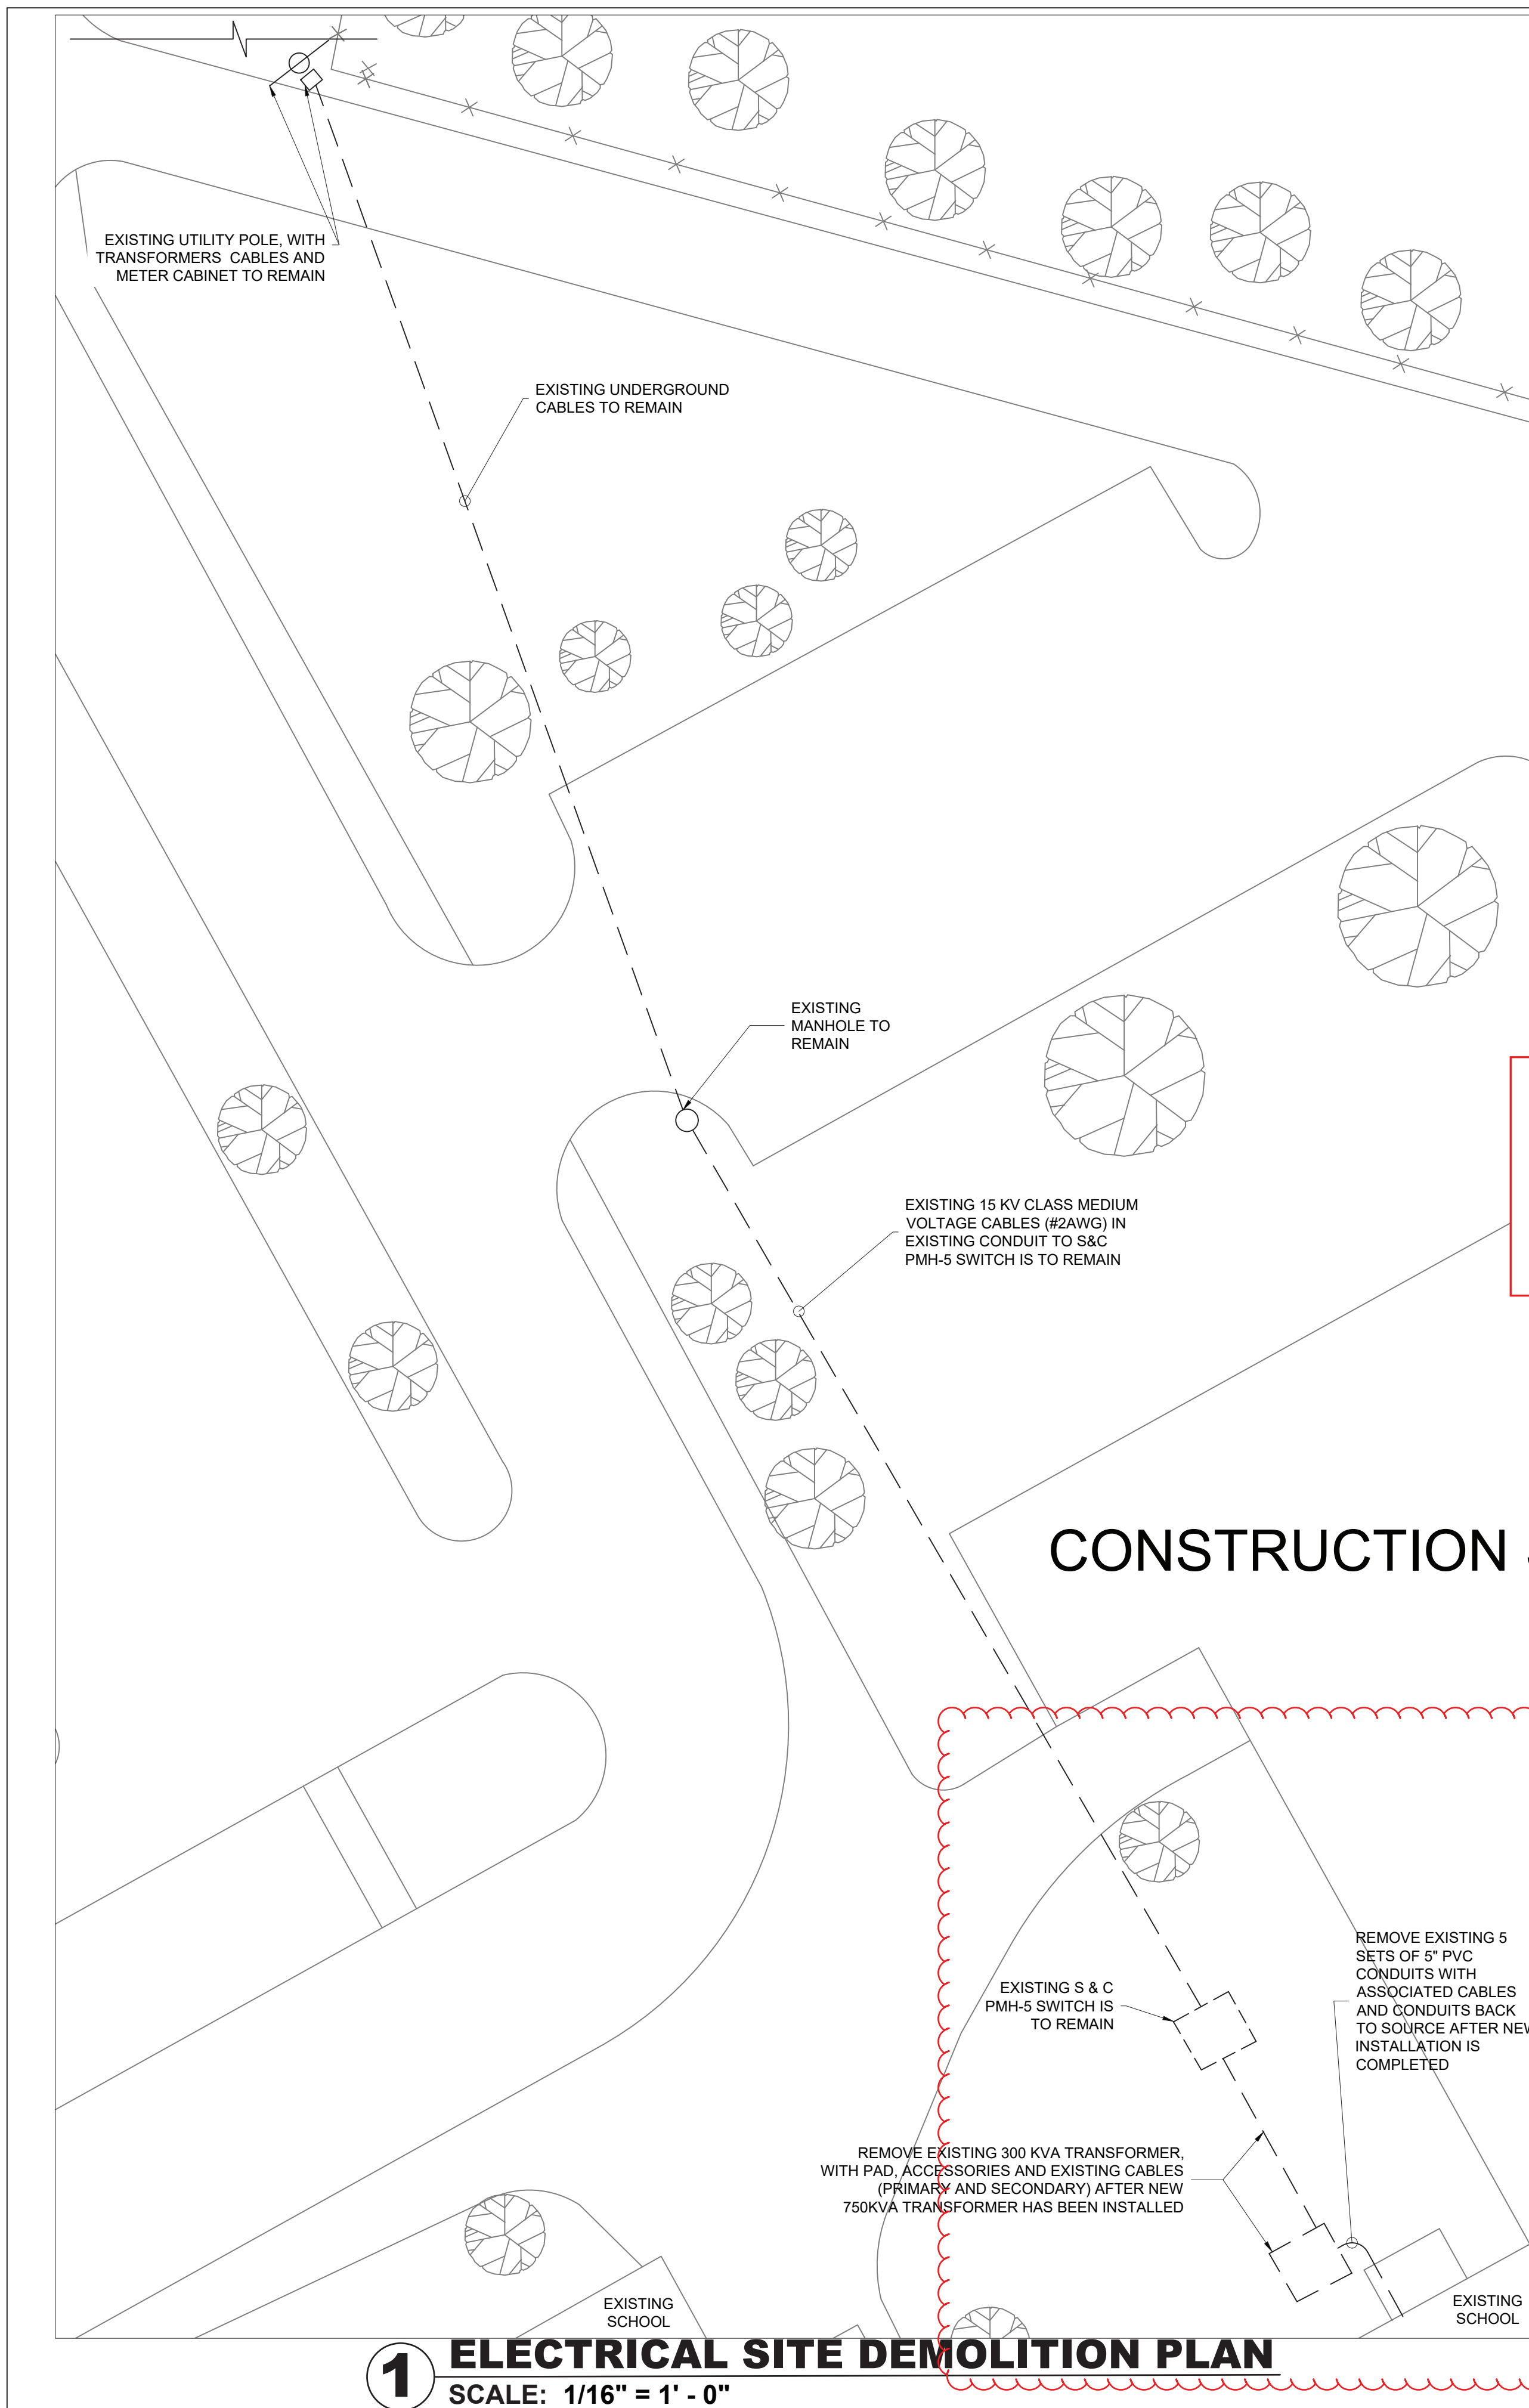 EXISTING UTILITY POLE, WITH
TRANSFORMERS CABLES AND
METER CABINET TO REMAIN
EXISTING UNDERGROUND
CABLES TO REMAIN
EXISTING
MANHOLE TO
REMAIN
EXISTING 15 KV CLASS MEDIUM
VOLTAGE CABLES (#2AWG) IN
EXISTING CONDUIT TO S&C
PMH-5 SWITCH IS TO REMAIN
CONSTRUCTION
REMOVE EXISTING 5
SETS OF 5" PVC
CONDUITS WITH
ASSOCIATED CABLES
AND CONDUITS BACK
TO SOURCE AFTER NEW
INSTALLATION IS
COMPLETED
EXISTING S & C
PMH-5 SWITCH IS
TO REMAIN
REMOVE EXISTING 300 KVA TRANSFORMER,
WITH PAD, ACCESSORIES AND EXISTING CABLES
(PRIMARY AND SECONDARY) AFTER NEW
750KVA TRANSFORMER HAS BEEN INSTALLED
EXISTING
SCHOOL
EXISTING
SCHOOL
1
ELECTRICAL SITE DEMOLITION PLAN
SCALE: 1/16" = 1' - 0"